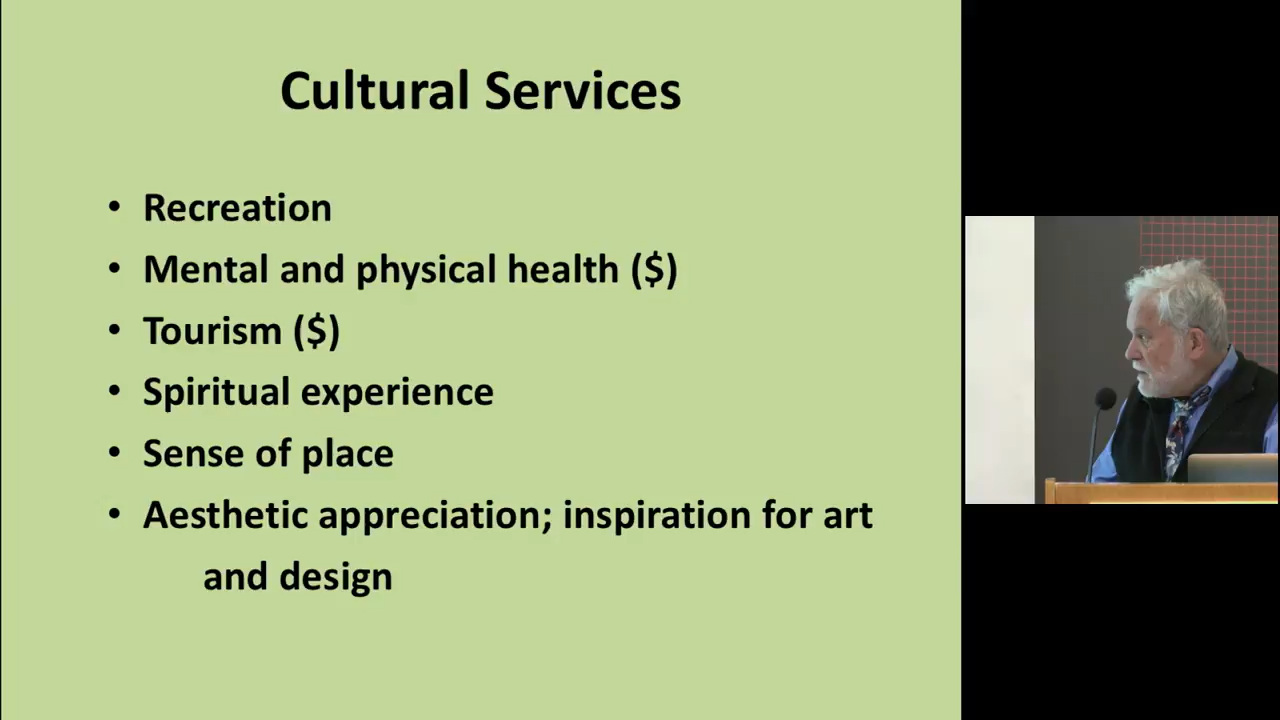 Cultural Services
• Recreation
• Mental and physical health ($)
• Tourism ($)
• Spiritual experience
• Sense of place
• Aesthetic appreciation; inspiration for art
and design